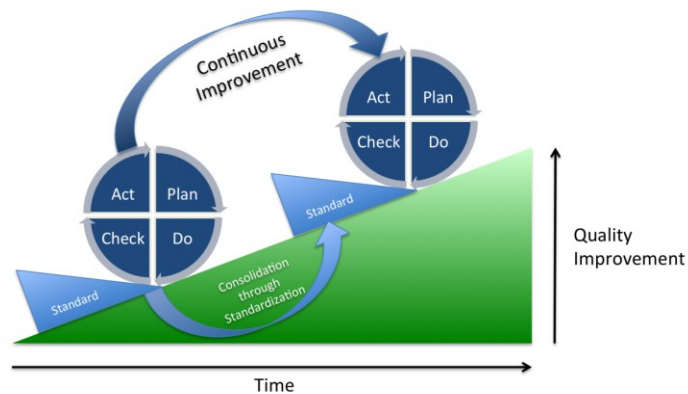 Continuous
Improvement
Act
Plan
Check
Do
Act
Plan
Check
Do
Standard
Standard
Consolidation
through
Standardization
Quality
Improvement
Time